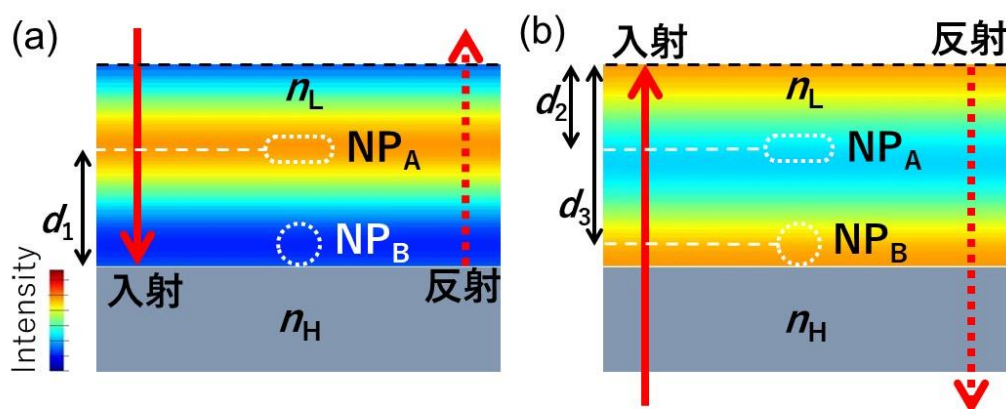 (a)
n_L
NP_A
d_1
NP_B
入射
反射
n_H
Intensity
(b)
入射
反射
n_L
d_2
NP_A
d_3
NP_B
n_H